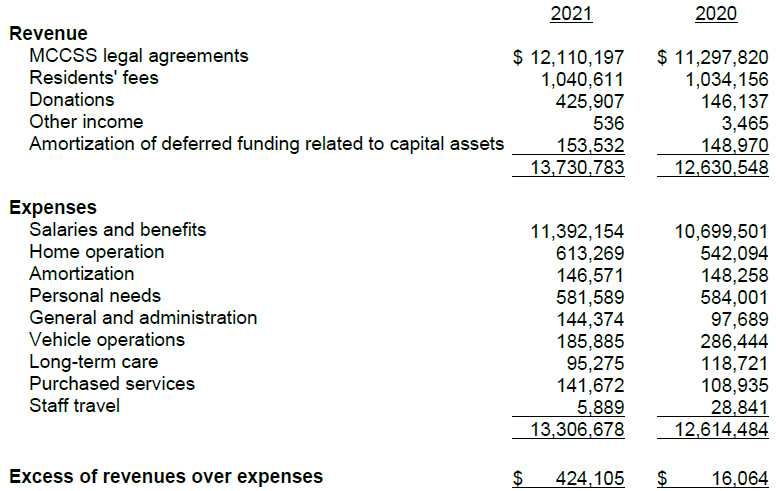 2021 2020
Revenue
MCCSS legal agreements $ 12,110,197 $ 11,297,820
Residents' fees 1,040,611 1,034,156
Donations 425,907 146,137
Other income 536 3,465
Amortization of deferred funding related to capital assets 153,532 148,970
13,730,783 12,630,548
Expenses
Salaries and benefits 11,392,154 10,699,501
Home operation 613,269 542,094
Amortization 146,571 148,258
Personal needs 581,589 584,001
General and administration 144,374 97,689
Vehicle operations 185,885 286,444
Long-term care 95,275 118,721
Purchased services 141,672 108,935
Staff travel 5,889 28,841
13,306,678 12,614,484
Excess of revenues over expenses $ 424,105 $ 16,064